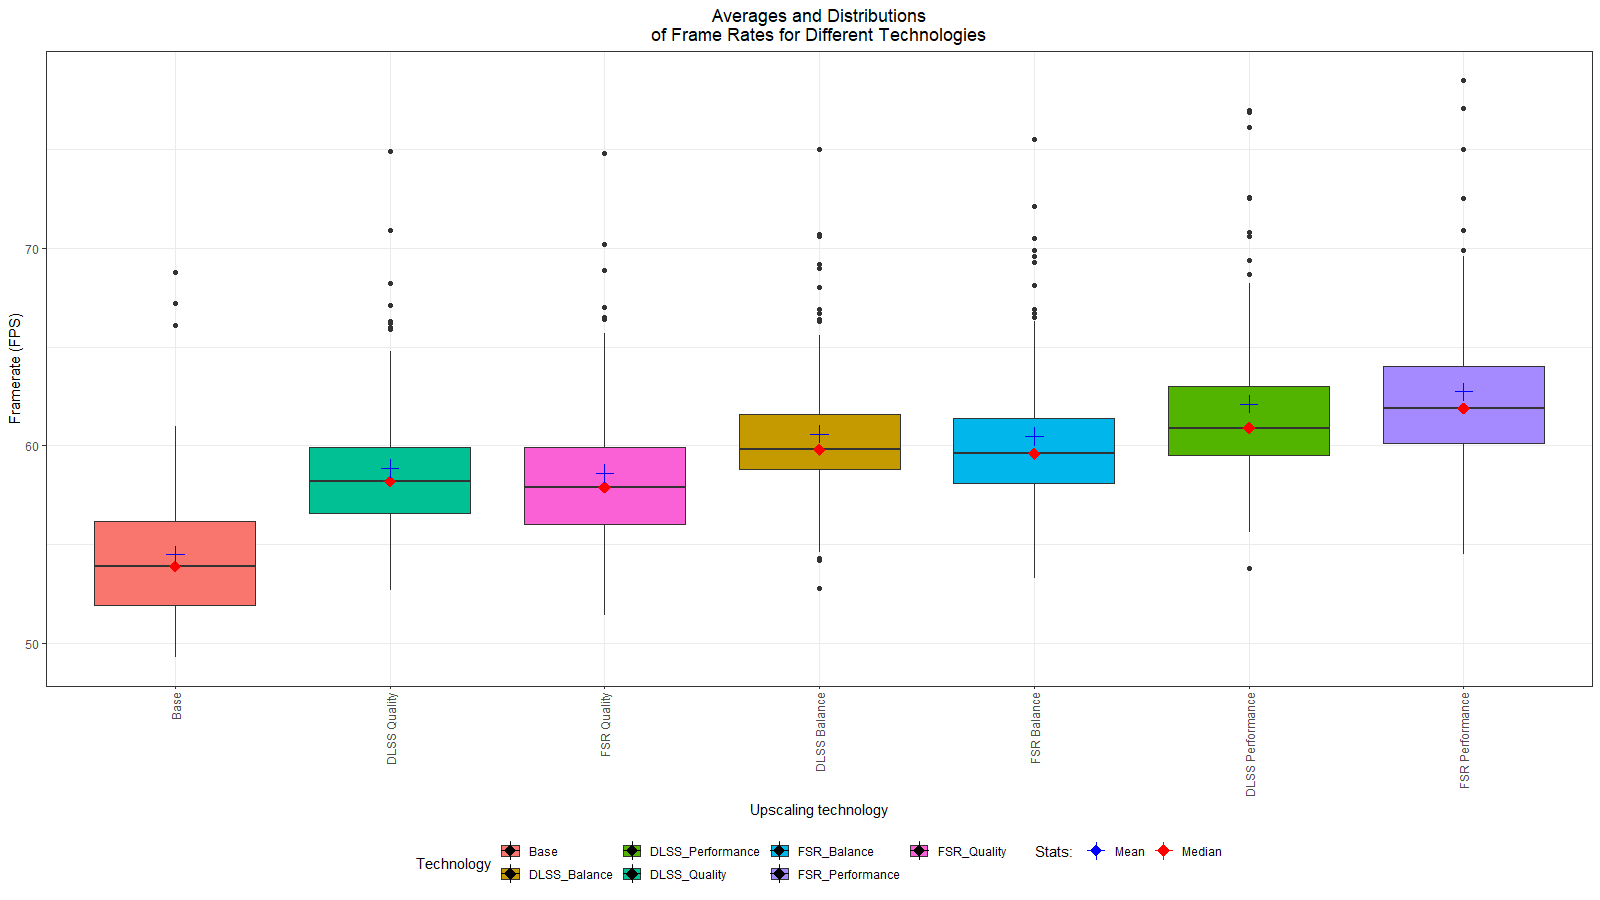 Averages and Distributions
of Frame Rates for Different Technologies
Framerate (FPS)
70
60
50
Base
DLSS Quality
FSR Quality
DLSS Balance
FSR Balance
DLSS Performance
FSR Performance
Upscaling technology
Technology
Base
DLSS_Performance
FSR_Balance
FSR_Quality
DLSS_Balance
DLSS_Quality
FSR_Performance
Stats:
Mean
Median